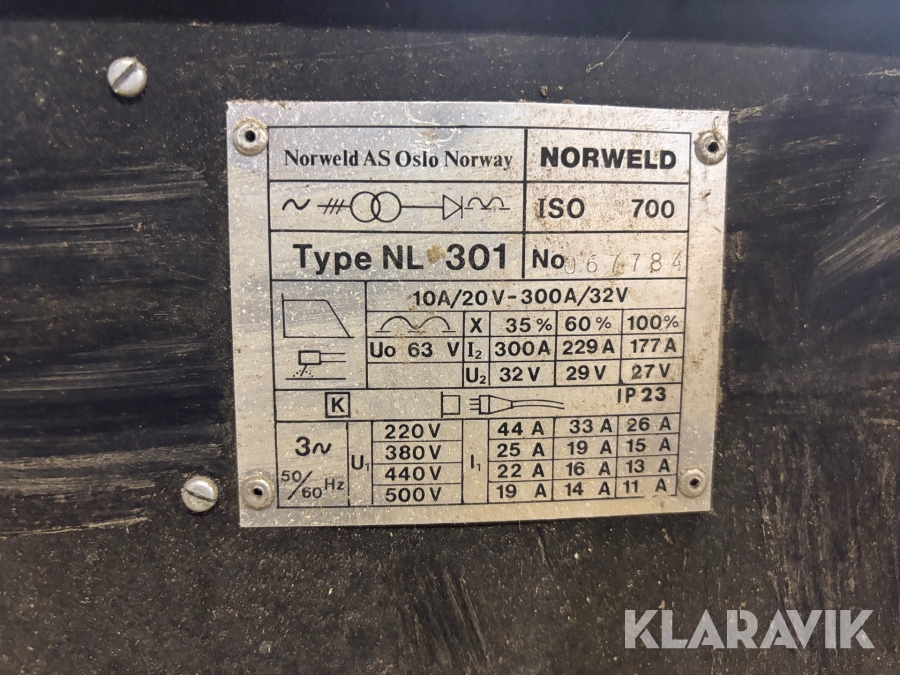 Norweld AS Oslo Norway NORWELD
ISO 700
Type NL 301 No 067784
10A/20V-300A/32V
X 35% 60% 100%
Uo 63 V I2 300A 229A 177A
U2 32V 29V 27V
K IP23
3~ 50/60 Hz U1 I1
220V 44 A 33 A 26 A
380V 25 A 19 A 15 A
440V 22 A 16 A 13 A
500V 19 A 14 A 11 A
KLARAVIK